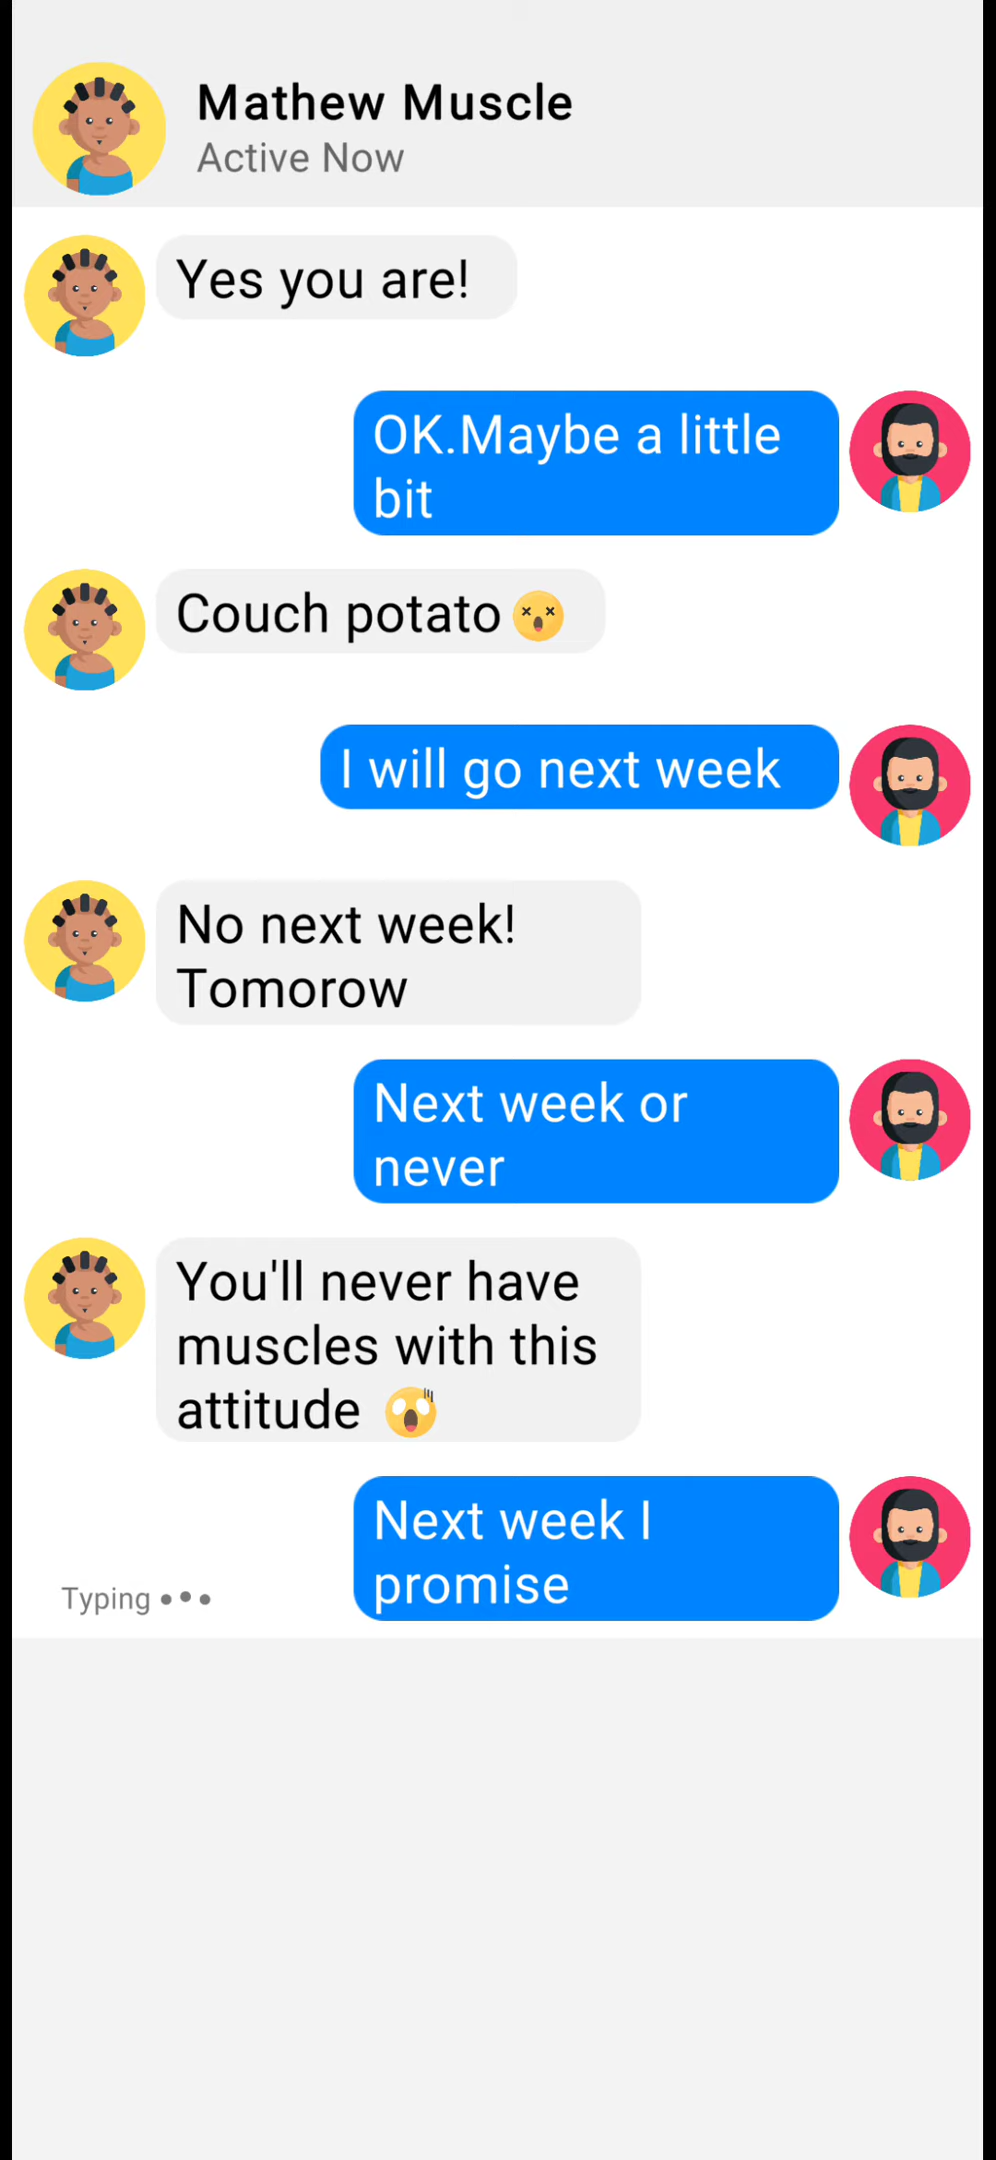 Mathew Muscle
Active Now
Yes you are!
OK.Maybe a little
bit
Couch potato
I will go next week
No next week!
Tomorow
Next week or
never
You'll never have
muscles with this
attitude
Next week I
promise
Typing